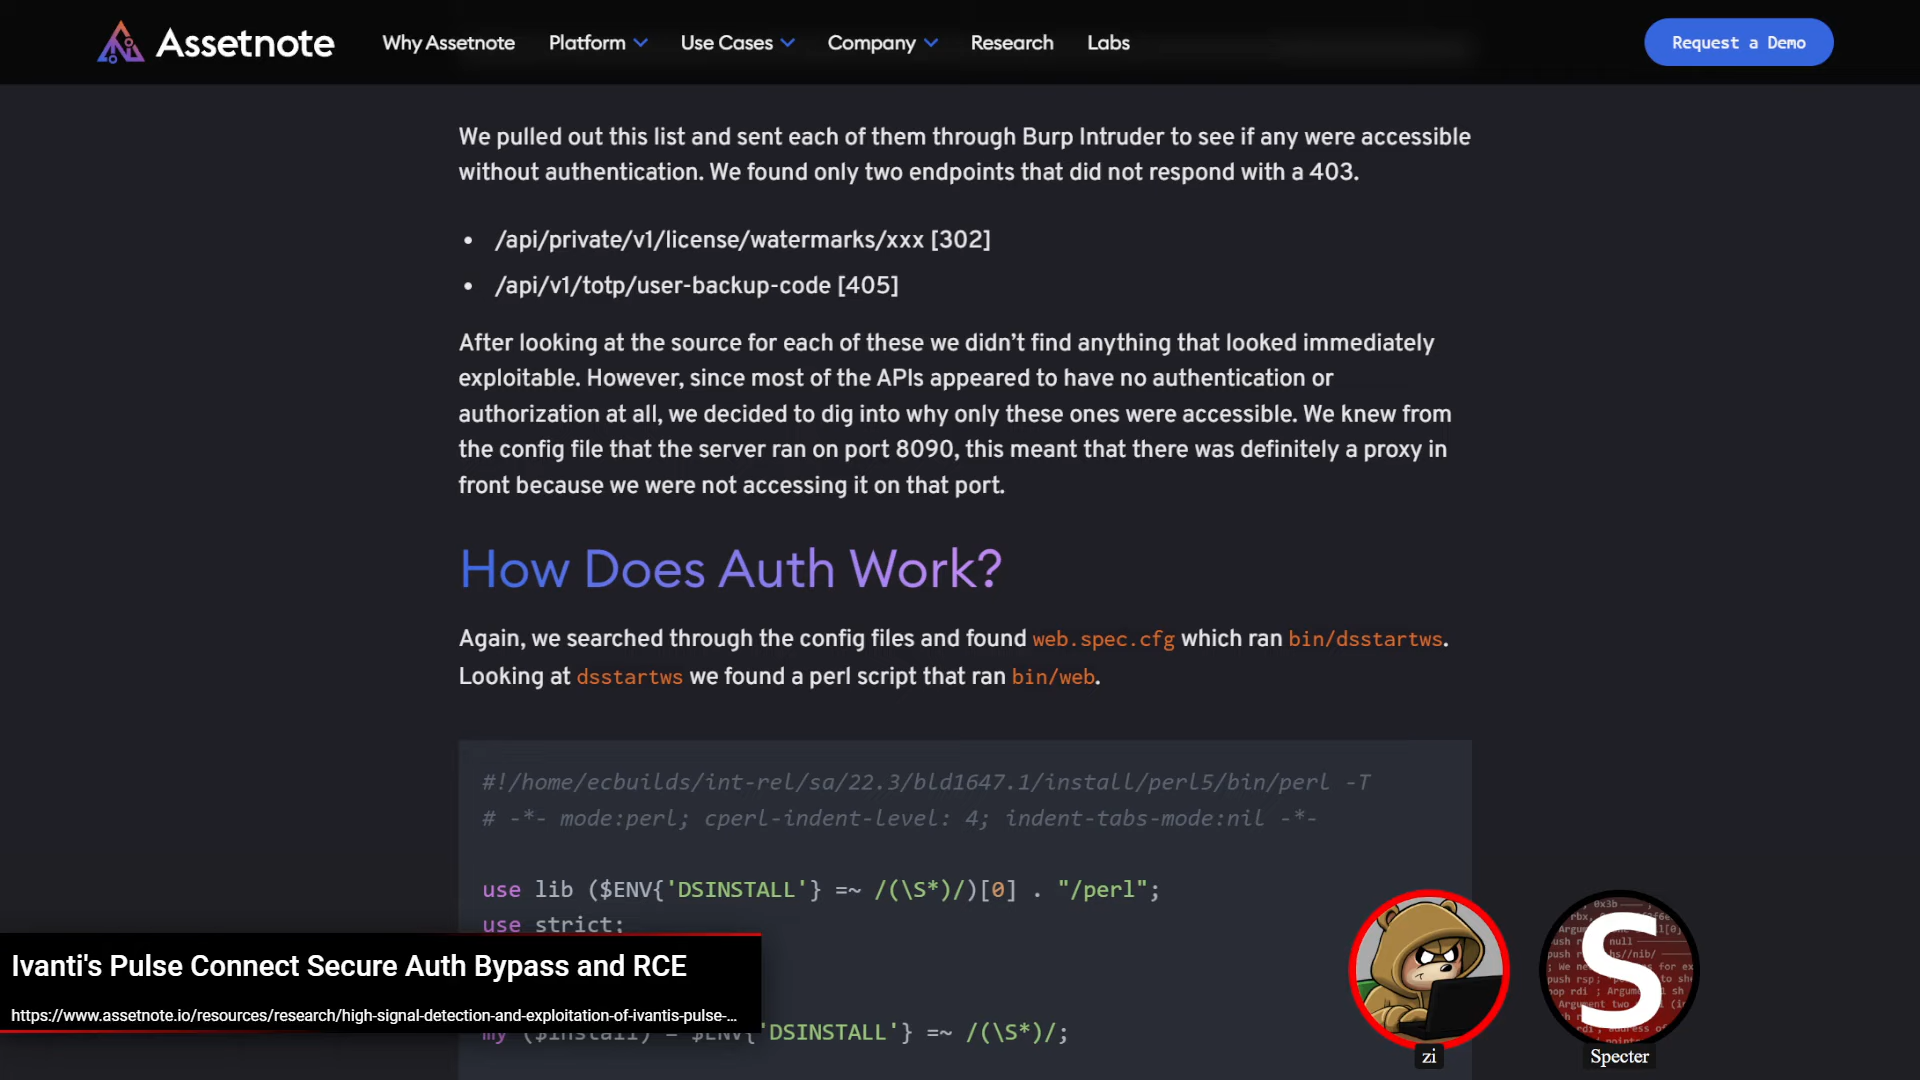 Assetnote
Why Assetnote
Platform
Use Cases
Company
Research
Labs
Request a Demo
We pulled out this list and sent each of them through Burp Intruder to see if any were accessible
without authentication. We found only two endpoints that did not respond with a 403.
• /api/private/v1/license/watermarks/xxx [302]
• /api/v1/totp/user-backup-code [405]
After looking at the source for each of these we didn’t find anything that looked immediately
exploitable. However, since most of the APIs appeared to have no authentication or
authorization at all, we decided to dig into why only these ones were accessible. We knew from
the config file that the server ran on port 8090, this meant that there was definitely a proxy in
front because we were not accessing it on that port.
How Does Auth Work?
Again, we searched through the config files and found web.spec.cfg which ran bin/dsstartws.
Looking at dsstartws we found a perl script that ran bin/web.
#!/home/ecbuilds/int-rel/sa/22.3/bld1647.1/install/perl5/bin/perl -T
# -*- mode:perl; cperl-indent-level: 4; indent-tabs-mode:nil -*-
use lib ($ENV{'DSINSTALL'} =~ /(\S*)/)[0] . "/perl";
use strict;
my ($install) = $ENV{'DSINSTALL'} =~ /(\S*)/;
Ivanti's Pulse Connect Secure Auth Bypass and RCE
https://www.assetnote.io/resources/research/high-signal-detection-and-exploitation-of-ivantis-pulse-...
zi
S
Specter